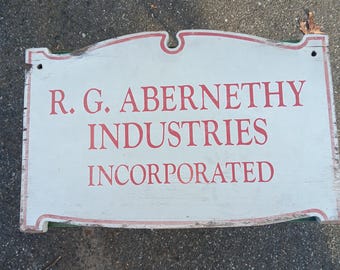 R. G. ABERNETHY
INDUSTRIES
INCORPORATED